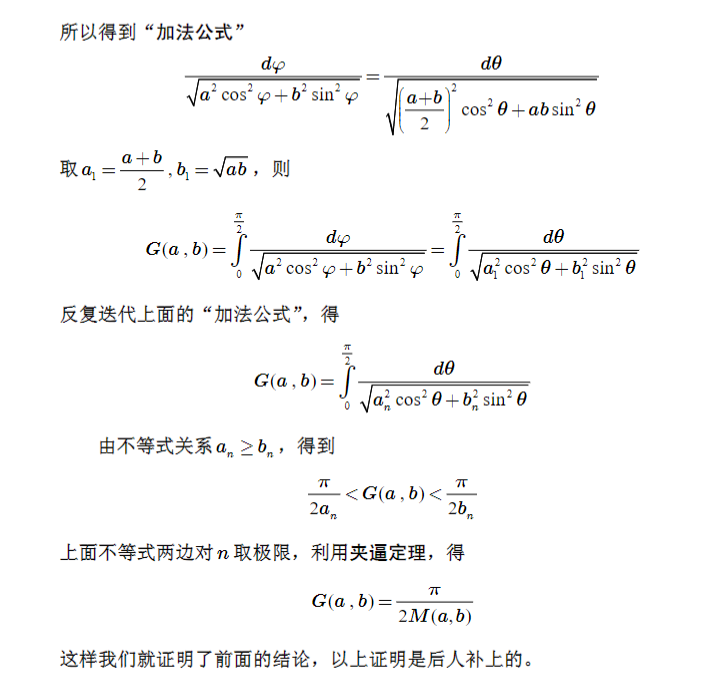 所以得到“加法公式”
$$\frac{d\varphi}{\sqrt{a^2\cos^2\varphi+b^2\sin^2\varphi}}=\frac{d\theta}{\sqrt{\left(\frac{a+b}{2}\right)^2\cos^2\theta+ab\sin^2\theta}}$$
取 $a_1=\frac{a+b}{2}, b_1=\sqrt{ab}$，则
$$G(a,b)=\int_0^{\frac{\pi}{2}}\frac{d\varphi}{\sqrt{a^2\cos^2\varphi+b^2\sin^2\varphi}}=\int_0^{\frac{\pi}{2}}\frac{d\theta}{\sqrt{a_1^2\cos^2\theta+b_1^2\sin^2\theta}}$$
反复迭代上面的“加法公式”，得
$$G(a,b)=\int_0^{\frac{\pi}{2}}\frac{d\theta}{\sqrt{a_n^2\cos^2\theta+b_n^2\sin^2\theta}}$$
由不等式关系 $a_n\geq b_n$，得到
$$\frac{\pi}{2a_n}<G(a,b)<\frac{\pi}{2b_n}$$
上面不等式两边对 $n$ 取极限，利用夹逼定理，得
$$G(a,b)=\frac{\pi}{2M(a,b)}$$
这样我们就证明了前面的结论，以上证明是后人补上的。